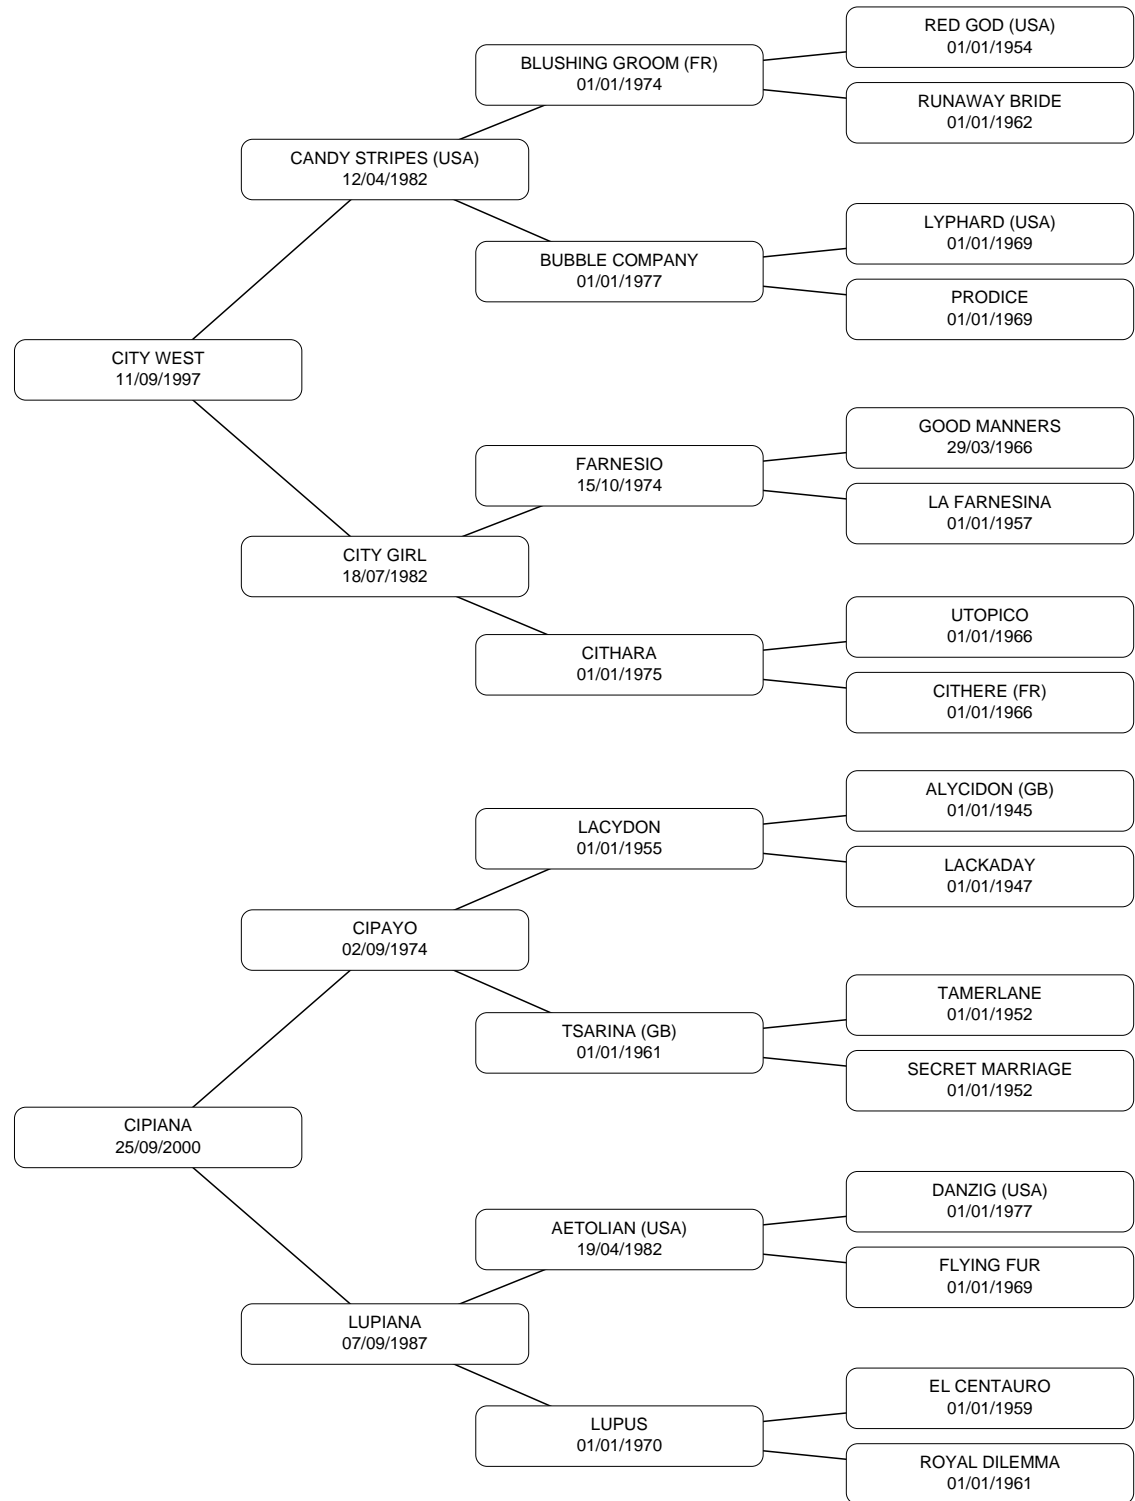 RED GOD (USA)
01/01/1954
BLUSHING GROOM (FR)
01/01/1974
RUNAWAY BRIDE
01/01/1962
CANDY STRIPES (USA)
12/04/1982
LYPHARD (USA)
01/01/1969
BUBBLE COMPANY
01/01/1977
PRODICE
01/01/1969
CITY WEST
11/09/1997
GOOD MANNERS
29/03/1966
FARNESIO
15/10/1974
LA FARNESINA
01/01/1957
CITY GIRL
18/07/1982
UTOPICO
01/01/1966
CITHARA
01/01/1975
CITHERE (FR)
01/01/1966
ALYCIDON (GB)
01/01/1945
LACYDON
01/01/1955
LACKADAY
01/01/1947
CIPAYO
02/09/1974
TAMERLANE
01/01/1952
TSARINA (GB)
01/01/1961
SECRET MARRIAGE
01/01/1952
CIPIANA
25/09/2000
DANZIG (USA)
01/01/1977
AETOLIAN (USA)
19/04/1982
FLYING FUR
01/01/1969
LUPIANA
07/09/1987
EL CENTAURO
01/01/1959
LUPUS
01/01/1970
ROYAL DILEMMA
01/01/1961